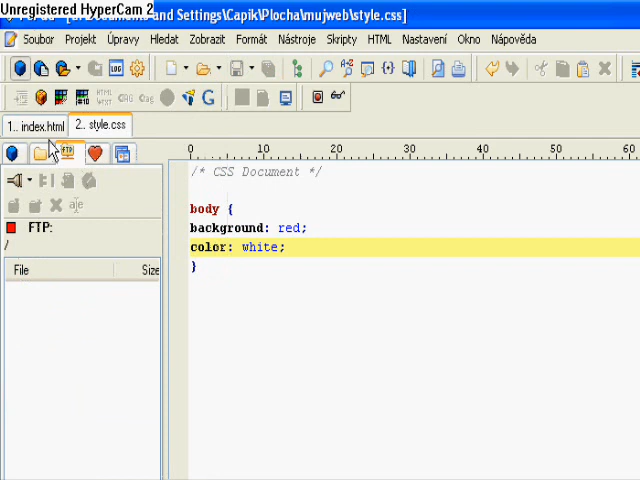 Unregistered HyperCam 2
and Settings\Capik\Plocha\mujweb\style.css]
Soubor Projekt Úpravy Hledat Zobrazit Formát Nástroje Skripty HTML Nastavení Okno Nápověda
LOG
1.. index.html 2.. style.css
FTP
FTP:
/
File Size
0 10 20 30 40 50 60
/* CSS Document */
body {
background: red;
color: white;
}